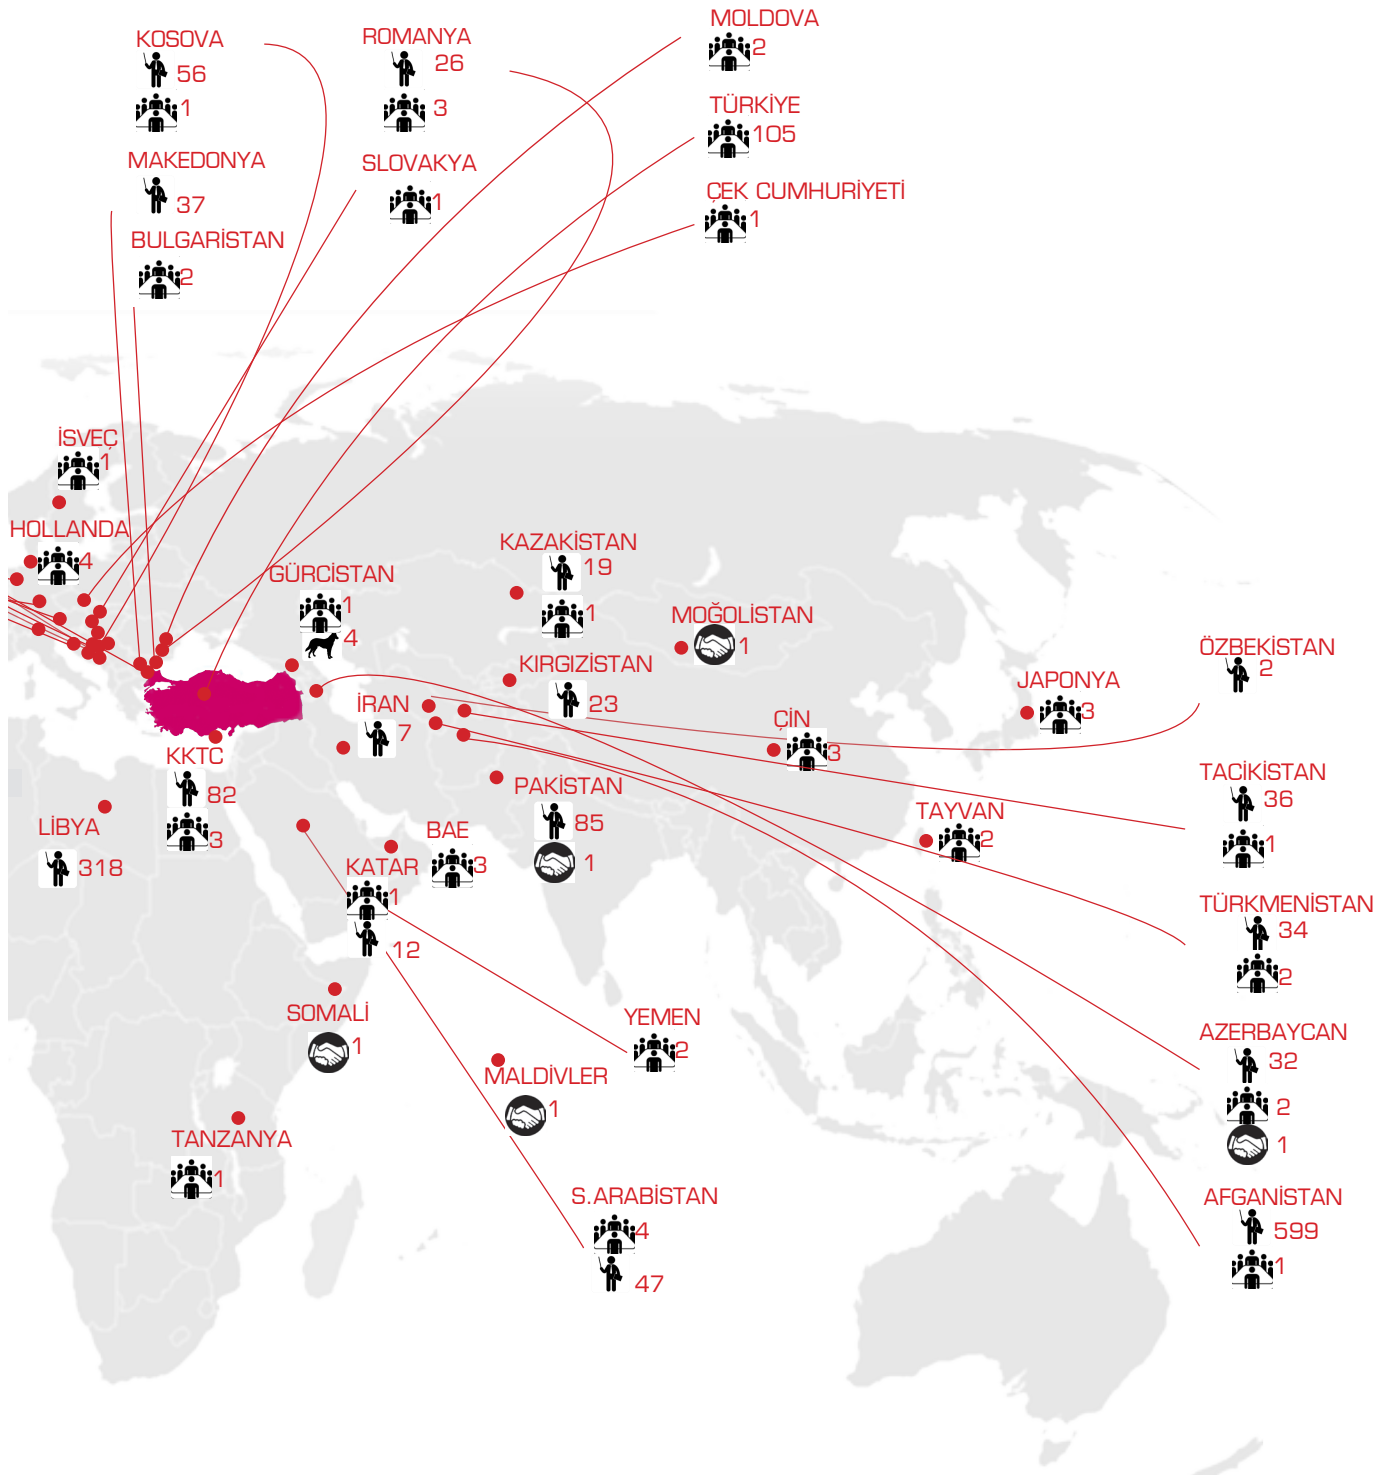 KOSOVA
56
1
MAKEDONYA
37
BULGARİSTAN
2
ROMANYA
26
3
SLOVAKYA
1
MOLDOVA
2
TÜRKİYE
105
ÇEK CUMHURİYETİ
1
İSVEÇ
1
HOLLANDA
4
GÜRCİSTAN
1
4
KAZAKİSTAN
19
1
MOĞOLİSTAN
1
KIRGIZİSTAN
23
İRAN
7
ÇİN
3
JAPONYA
3
ÖZBEKİSTAN
2
KKTC
82
3
LİBYA
318
PAKİSTAN
85
1
BAE
3
KATAR
1
12
TAYVAN
2
TACİKİSTAN
36
1
TÜRKMENİSTAN
34
2
SOMALİ
1
YEMEN
2
MALDİVLER
1
AZERBAYCAN
32
2
1
TANZANYA
1
S.ARABİSTAN
4
47
AFGANİSTAN
599
1